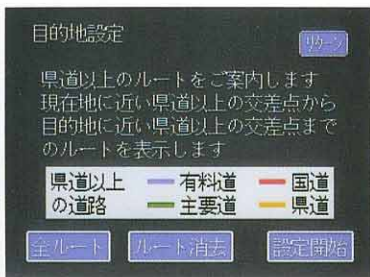 目的地設定
リターン
県道以上のルートをご案内します
現在地に近い県道以上の交差点から
目的地に近い県道以上の交差点まで
のルートを表示します
県道以上 有料道 国道
の道路 主要道 県道
全ルート ルート消去 設定開始